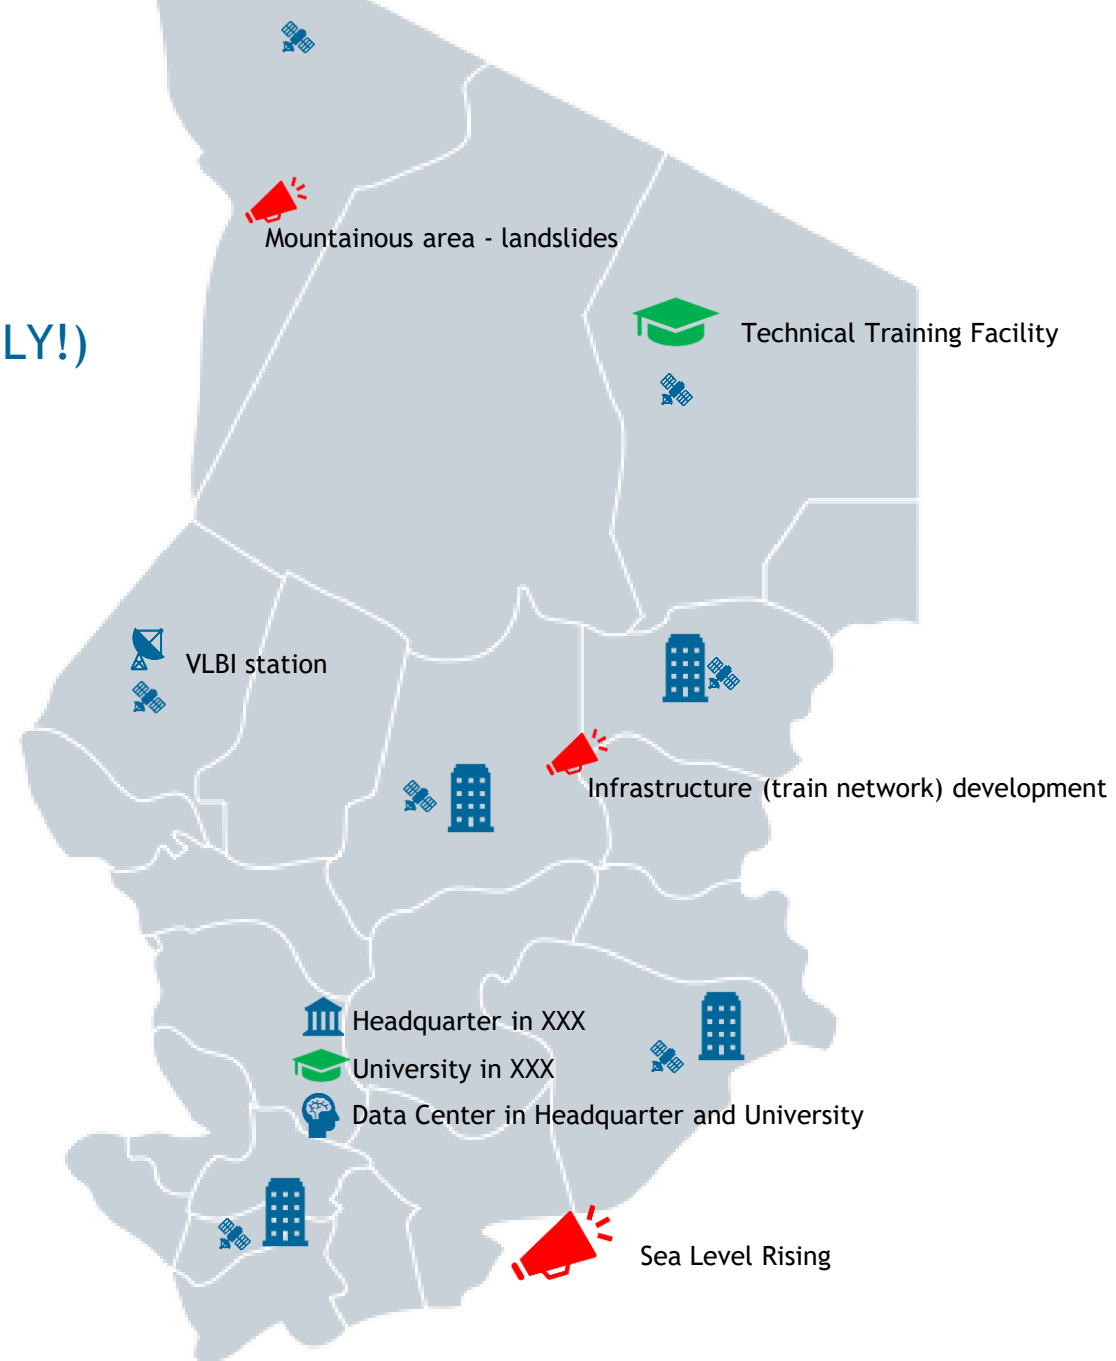 Mountainous area - landslides
LY!)
Technical Training Facility
VLBI station
Infrastructure (train network) development
Headquarter in XXX
University in XXX
Data Center in Headquarter and University
Sea Level Rising